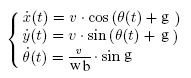 ẋ(t) = v · cos (θ(t) + g )
ẏ(t) = v · sin (θ(t) + g )
θ̇(t) = v/wb · sin g